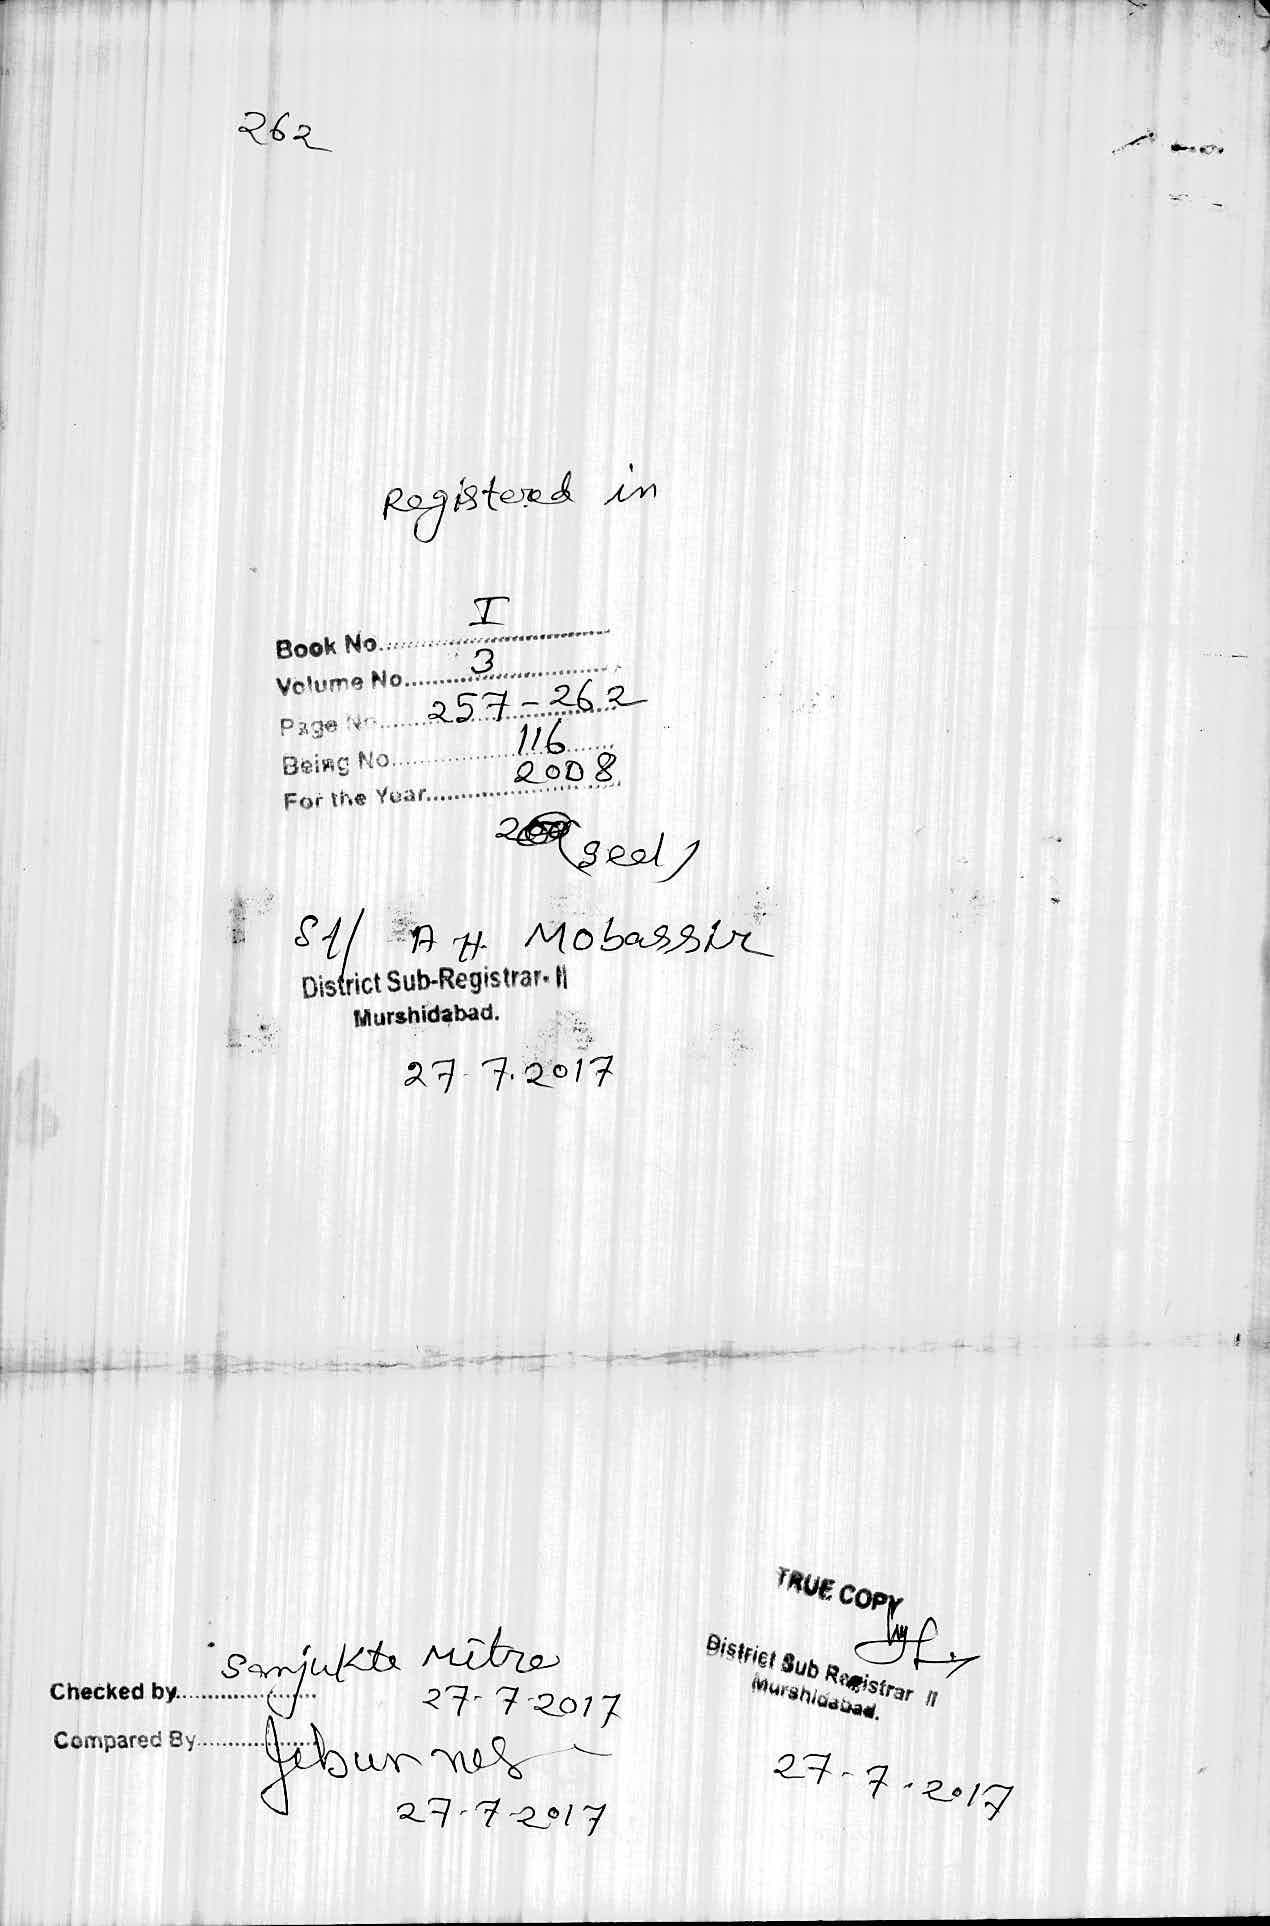 262
Registered in
Book No. I
Volume No. 3
Page No. 257-262
Being No. 116
For the Year 2008
(Seal)
Sd/ A H Mobassir
District Sub-Registrar-II
Murshidabad.
27.7.2017
TRUE COPY
District Sub Registrar II
Murshidabad.
27-7-2017
Sanjukta Mitra
Checked by
27-7-2017
Compared By Jebun nes
27-7-2017